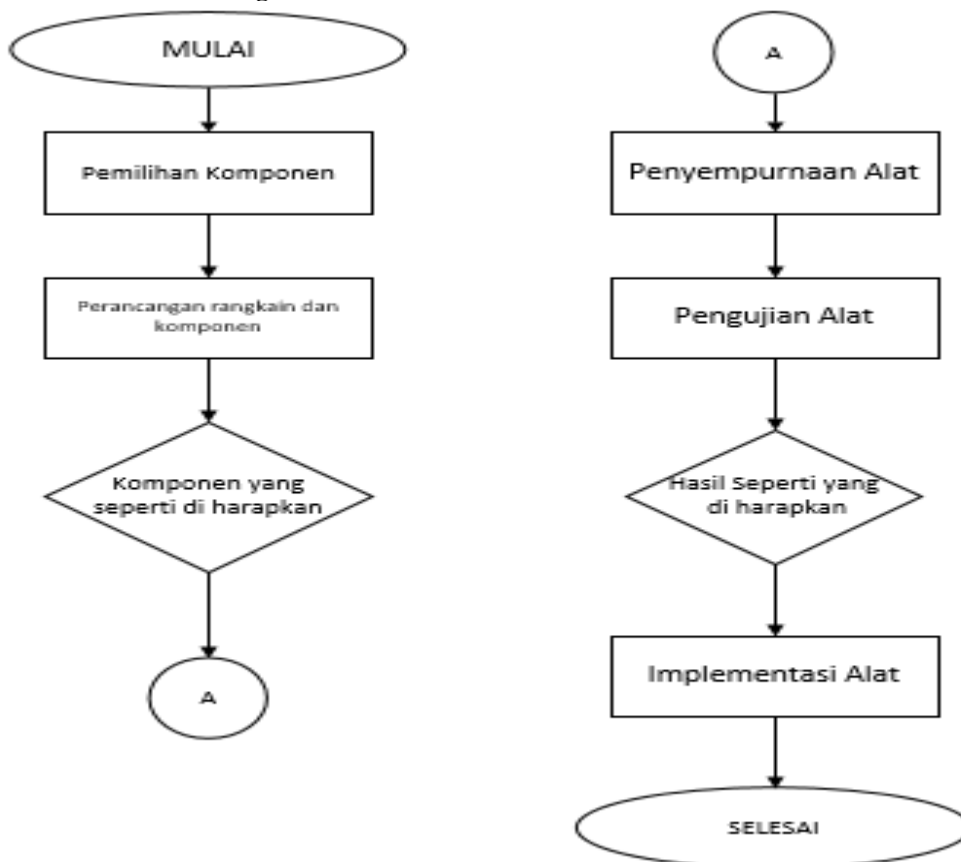 MULAI
Pemilihan Komponen
Perancangan rangkain dan
komponen
Komponen yang
seperti di harapkan
A
A
Penyempurnaan Alat
Pengujian Alat
Hasil Seperti yang
di harapkan
Implementasi Alat
SELESAI